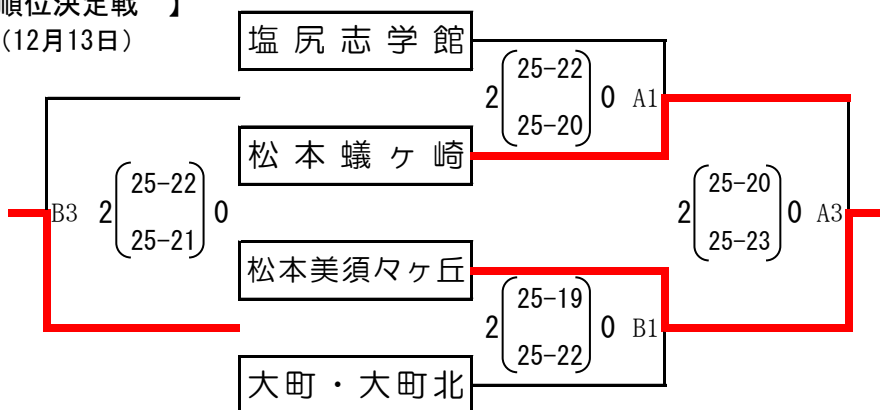 順位決定戦 】
(12月13日)
塩尻志学館
2 25-22 0 A1
25-20
松本蟻ヶ崎
B3 2 25-22 0
25-21
2 25-20 0 A3
25-23
松本美須々ヶ丘
2 25-19 0 B1
25-22
大町・大町北